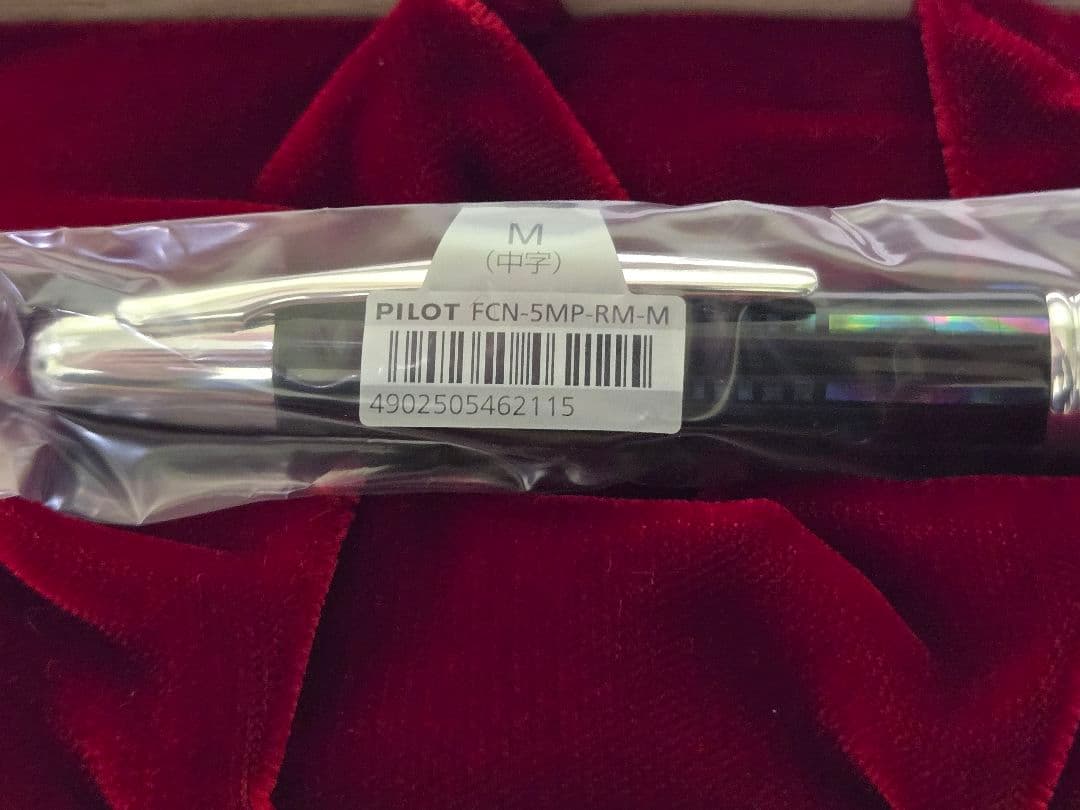 M
(中字)
PILOT FCN-5MP-RM-M
4902505462115